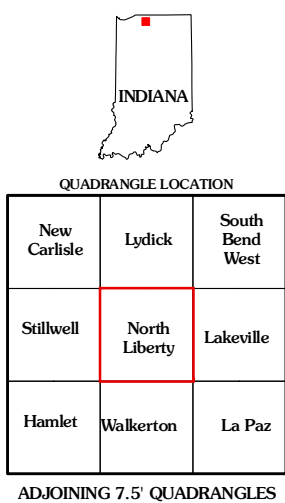 INDIANA
QUADRANGLE LOCATION
New
Carlisle
Lydick
South
Bend
West
Stillwell
North
Liberty
Lakeville
Hamlet
Walkerton
La Paz
ADJOINING 7.5' QUADRANGLES